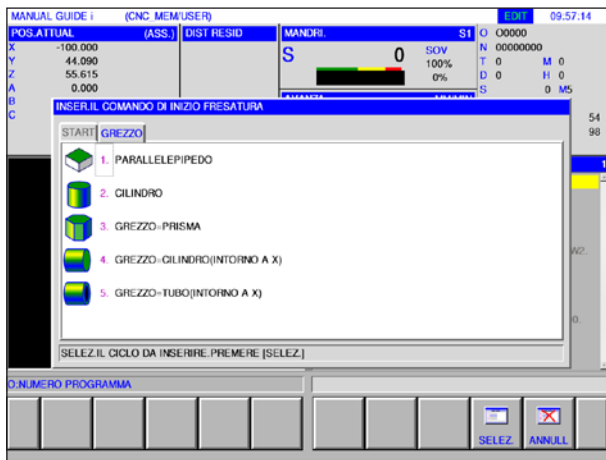 MANUAL GUIDE i (CNC_MEM/USER) EDIT 09:57:14
POS.ATTUAL (ASS.) DIST RESID MANDRI. S1 O O0000
X -100.000 S 0 SOV N 00000000
Y 44.090 100% T 0 M 0
Z 55.615 0% D 0 H 0
A 0.000 S 0 M5
B
C 54
98
INSER.IL COMANDO DI INIZIO FRESATURA
START GREZZO
1. PARALLELEPIPEDO
2. CILINDRO
3. GREZZO=PRISMA
W2.
4. GREZZO=CILINDRO(INTORNO A X)
5. GREZZO=TUBO(INTORNO A X)
0.
SELEZ.IL CICLO DA INSERIRE.PREMERE [SELEZ.]
O:NUMERO PROGRAMMA
SELEZ. ANNULL